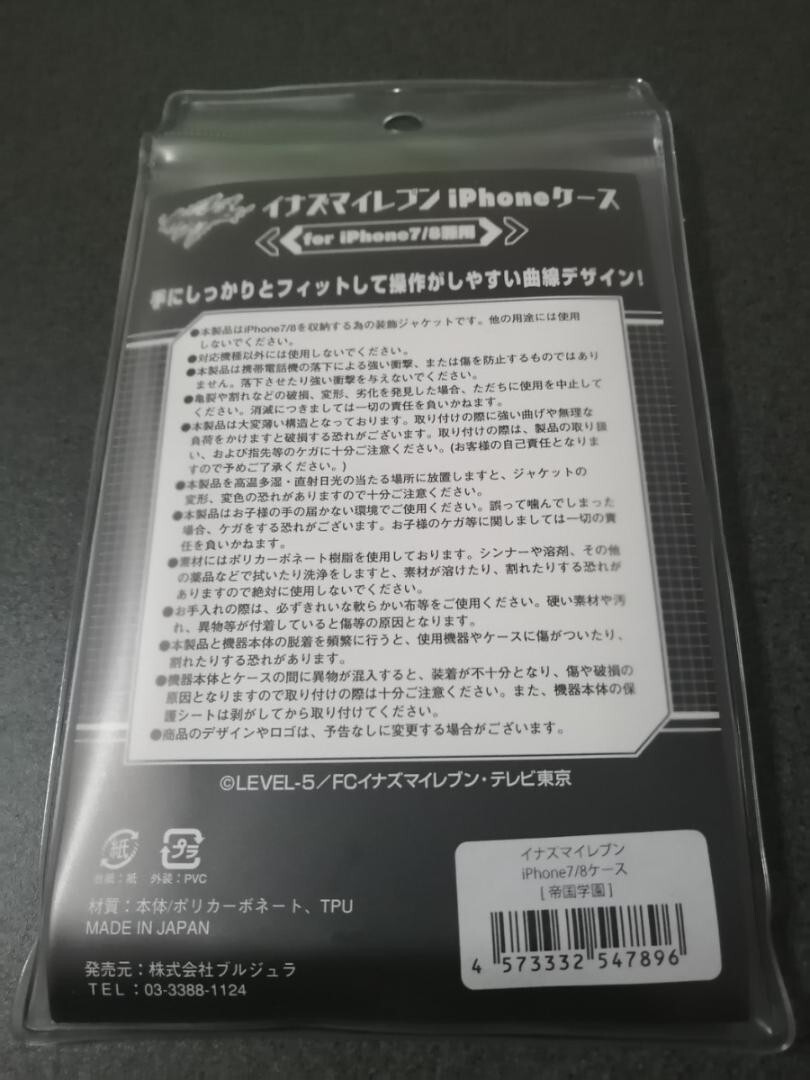 イナズマイレブン iPhoneケース
for iPhone7/8専用
手にしっかりとフィットして操作がしやすい曲線デザイン!
●本製品はiPhone7/8を収納する為の装飾ジャケットです。他の用途には使用
しないでください。
●対応機種以外には使用しないでください。
●本製品は携帯電話機の落下による強い衝撃、または傷を防止するものではあり
ません。落下させたり強い衝撃を与えないでください。
●亀裂や割れなどの破損、変形、劣化を発見した場合、ただちに使用を中止して
ください。消滅につきましては一切の責任を負いかねます。
●本製品は大変薄い構造となっております。取り付けの際に強い曲げや無理な
負荷をかけますと破損する恐れがございます。取り付けの際は、製品の取り扱
い、および指先等のケガに十分ご注意ください。(お客様の自己責任となりま
すので予めご了承ください。)
●本製品を高温多湿・直射日光の当たる場所に放置しますと、ジャケットの
変形、変色の恐れがありますので十分ご注意ください。
●本製品はお子様の手の届かない環境でご使用ください。誤って噛んでしまった
場合、ケガをする恐れがございます。お子様のケガ等に関しましては一切の責
任を負いかねます。
●素材にはポリカーボネート樹脂を使用しております。シンナーや溶剤、その他
の薬品などで拭いたり洗浄をしますと、素材が溶けたり、割れたりする恐れが
ありますので絶対に使用しないでください。
●お手入れの際は、必ずきれいな軟らかい布等をご使用ください。硬い素材や汚
れ、異物等が付着していると傷等の原因となります。
●本製品と機器本体の脱着を頻繁に行うと、使用機器やケースに傷がついたり、
割れたりする恐れがあります。
●機器本体とケースの間に異物が混入すると、装着が不十分となり、傷や破損の
原因となりますので取り付けの際は十分ご注意ください。また、機器本体の保
護シートは剥がしてから取り付けてください。
●商品のデザインやロゴは、予告なしに変更する場合がございます。
©LEVEL-5/FCイナズマイレブン・テレビ東京
紙 プラ
台紙:紙 外装:PVC
材質:本体/ポリカーボネート、TPU
MADE IN JAPAN
発売元:株式会社ブルジュラ
TEL:03-3388-1124
イナズマイレブン
iPhone7/8ケース
[帝国学園]
4 573332 547896